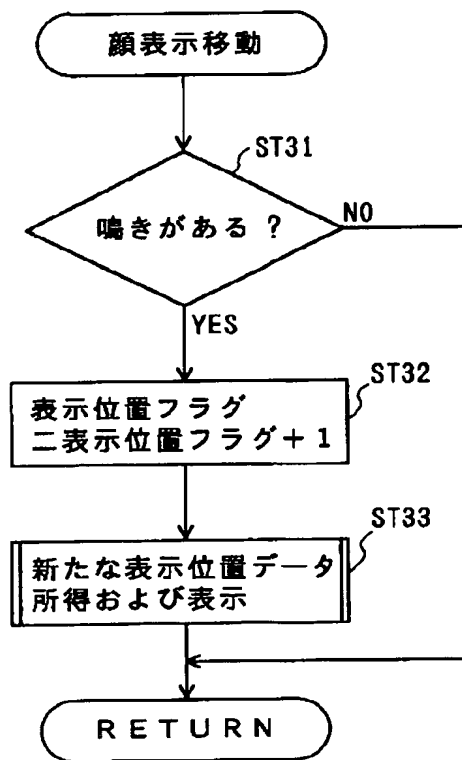 顔表示移動
ST31
鳴きがある?
NO
YES
ST32
表示位置フラグ
=表示位置フラグ+1
ST33
新たな表示位置データ
所得および表示
RETURN